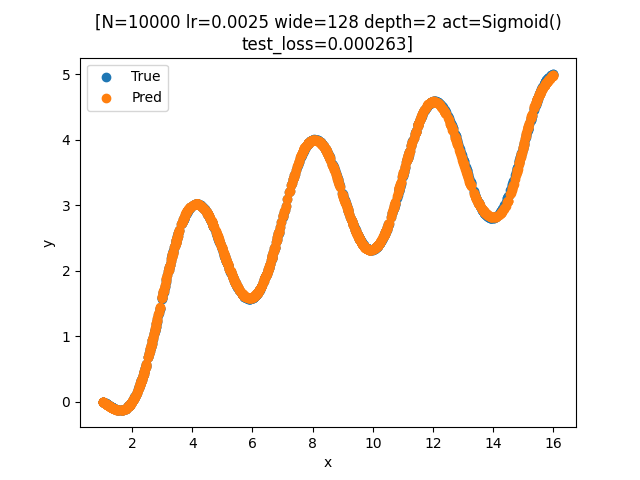 [N=10000 lr=0.0025 wide=128 depth=2 act=Sigmoid()
test_loss=0.000263]
True
Pred
5
4
3
2
1
0
y
2 4 6 8 10 12 14 16
x